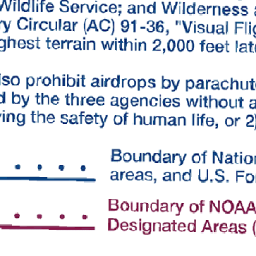 Wildlife Service; and Wilderness
ry Circular (AC) 91-36, "Visual Flig
ghest terrain within 2,000 feet late
lso prohibit airdrops by parachut
d by the three agencies without a
ving the safety of human life, or 2)
Boundary of Nation
areas, and U.S. Fo
Boundary of NOAA
Designated Areas (